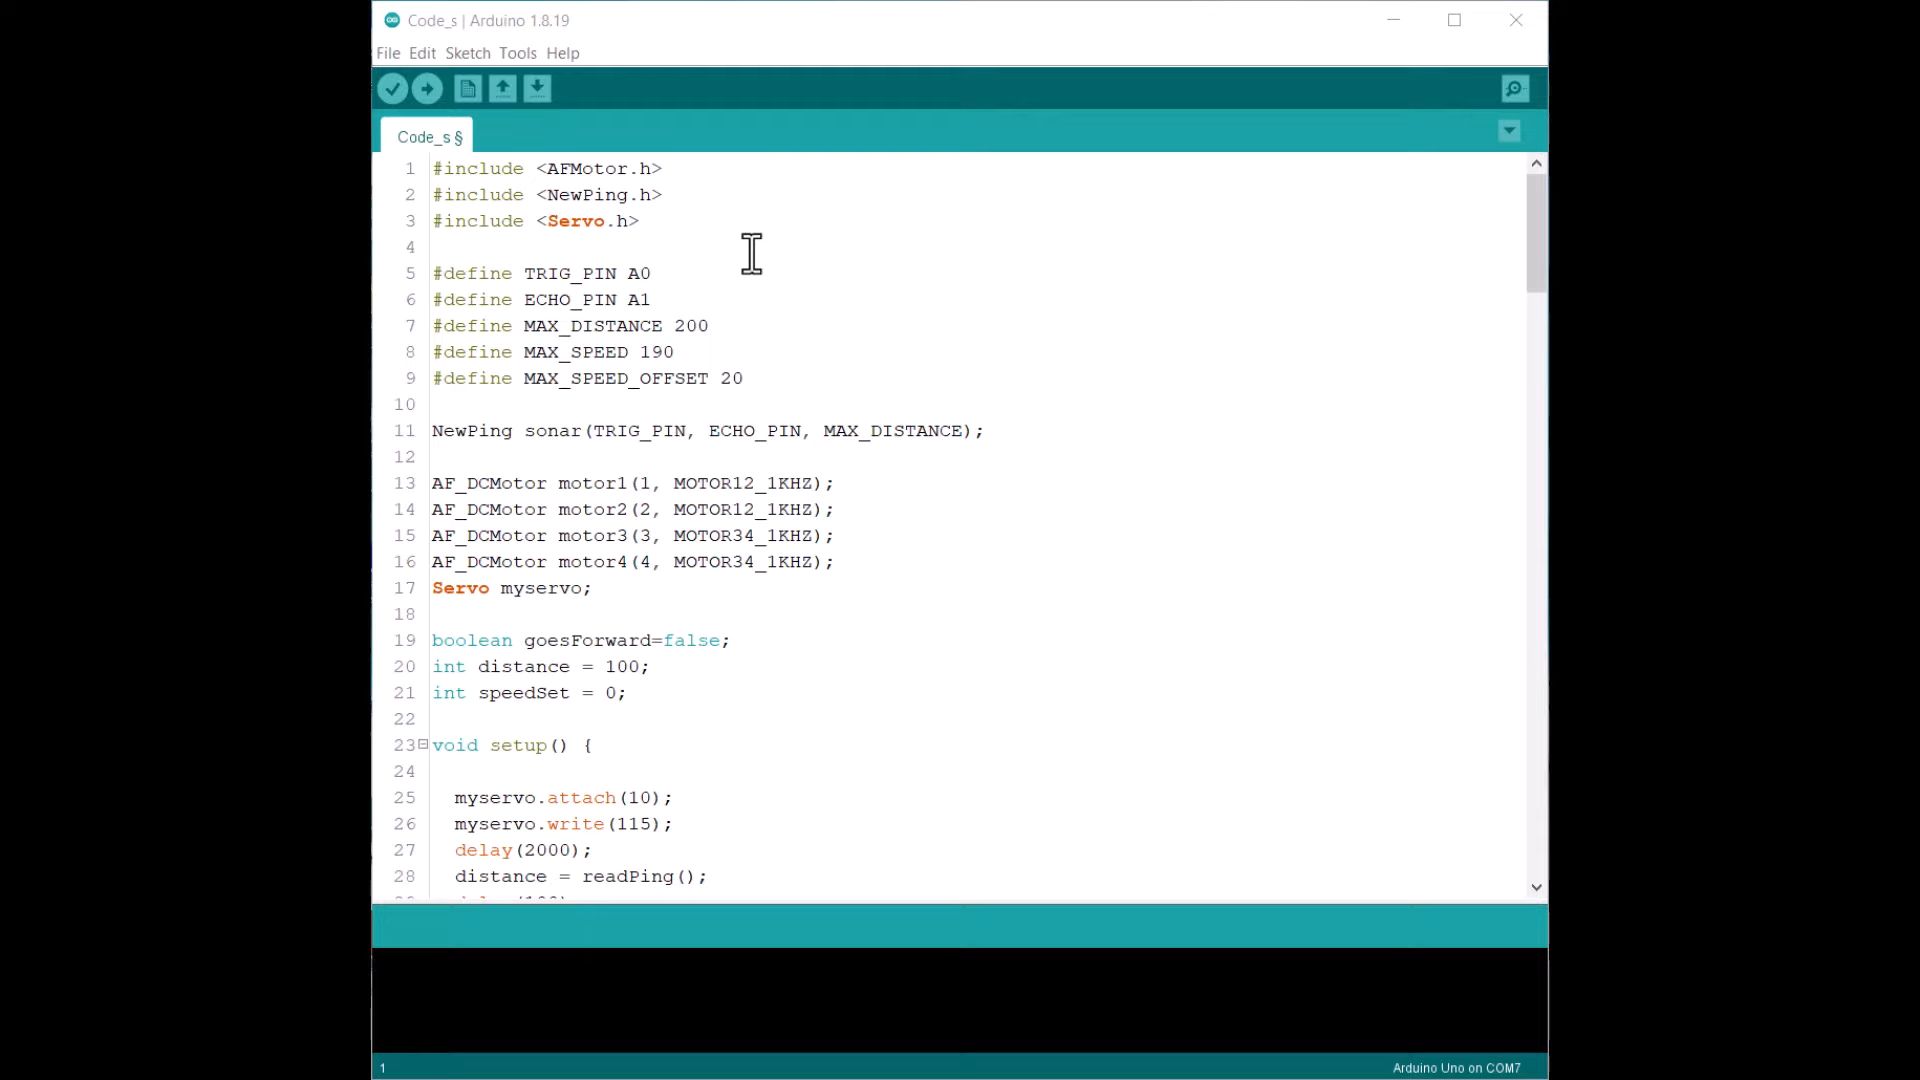 Code_s | Arduino 1.8.19
File Edit Sketch Tools Help
Code_s §
1 #include <AFMotor.h>
2 #include <NewPing.h>
3 #include <Servo.h>
4
5 #define TRIG_PIN A0
6 #define ECHO_PIN A1
7 #define MAX_DISTANCE 200
8 #define MAX_SPEED 190
9 #define MAX_SPEED_OFFSET 20
10
11 NewPing sonar(TRIG_PIN, ECHO_PIN, MAX_DISTANCE);
12
13 AF_DCMotor motor1(1, MOTOR12_1KHZ);
14 AF_DCMotor motor2(2, MOTOR12_1KHZ);
15 AF_DCMotor motor3(3, MOTOR34_1KHZ);
16 AF_DCMotor motor4(4, MOTOR34_1KHZ);
17 Servo myservo;
18
19 boolean goesForward=false;
20 int distance = 100;
21 int speedSet = 0;
22
23 void setup() {
24
25 myservo.attach(10);
26 myservo.write(115);
27 delay(2000);
28 distance = readPing();
1
Arduino Uno on COM7